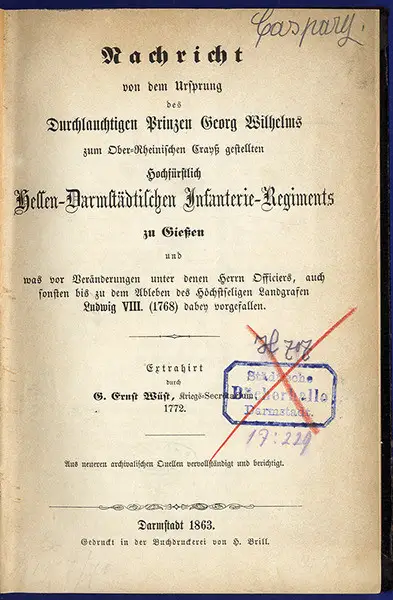 Caspary.
Nachricht
von dem Ursprung
des
Durchlauchtigen Prinzen Georg Wilhelms
zum Ober-Rheinischen Crayß gestellten
Hochfürstlich
Hessen-Darmstädtischen Infanterie-Regiments
zu Gießen
und
was vor Veränderungen unter denen Herrn Officiers, auch
sonsten bis zu dem Ableben des Höchstseligen Landgrafen
Ludwig VIII. (1768) dabey vorgefallen.
H 707
Extrahirt
durch
G. Ernst Wüst, Kriegs-Secretarium,
1772.
Städtische
Bücherhalle
Darmstadt.
17:229
Aus neueren archivalischen Quellen vervollständigt und berichtigt.
Darmstadt 1863.
Gedruckt in der Buchdruckerei von H. Brill.